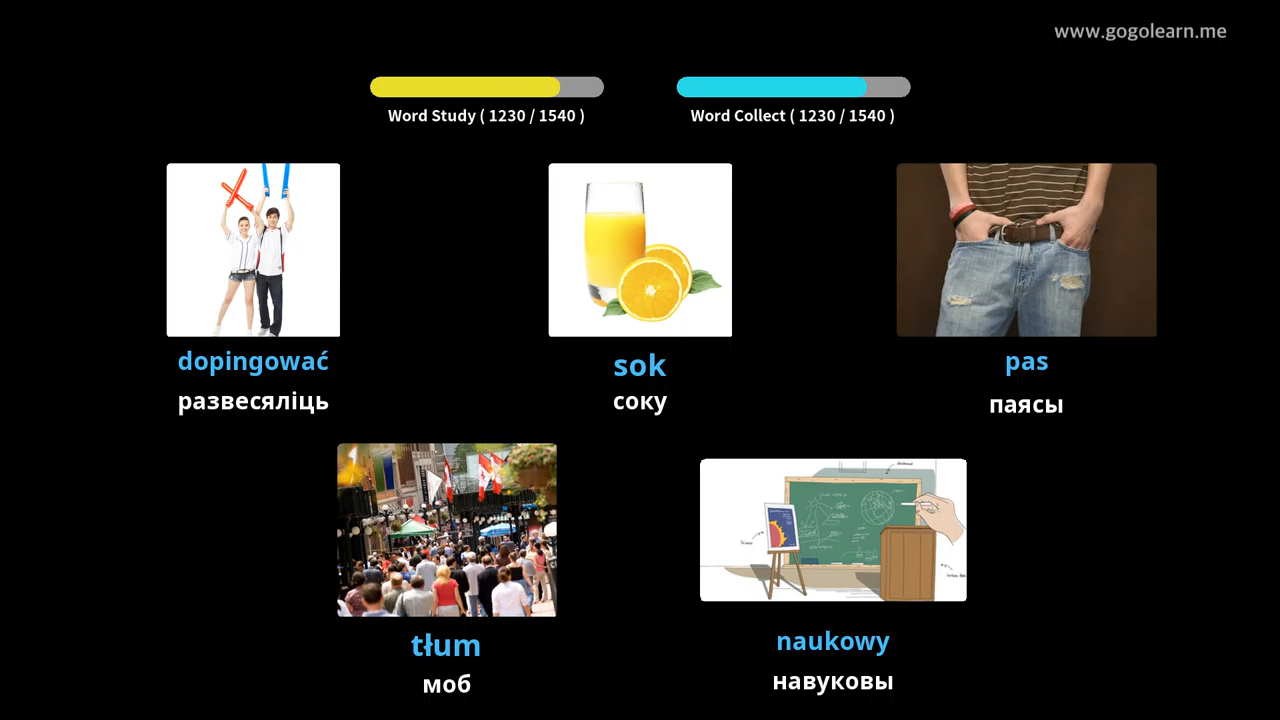 www.gogolearn.me
Word Study ( 1230 / 1540 )
Word Collect ( 1230 / 1540 )
dopingować
развесяліць
sok
соку
pas
паясы
tłum
моб
naukowy
навуковы